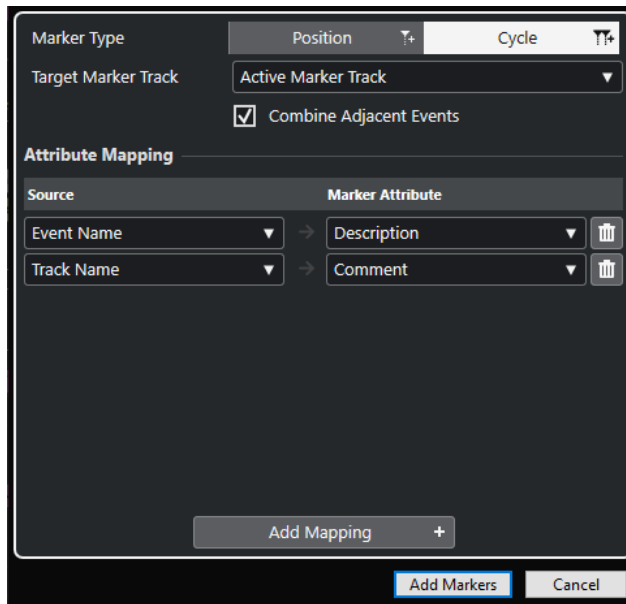 Marker Type Position Cycle
Target Marker Track Active Marker Track
Combine Adjacent Events
Attribute Mapping
Source Marker Attribute
Event Name Description
Track Name Comment
Add Mapping +
Add Markers Cancel